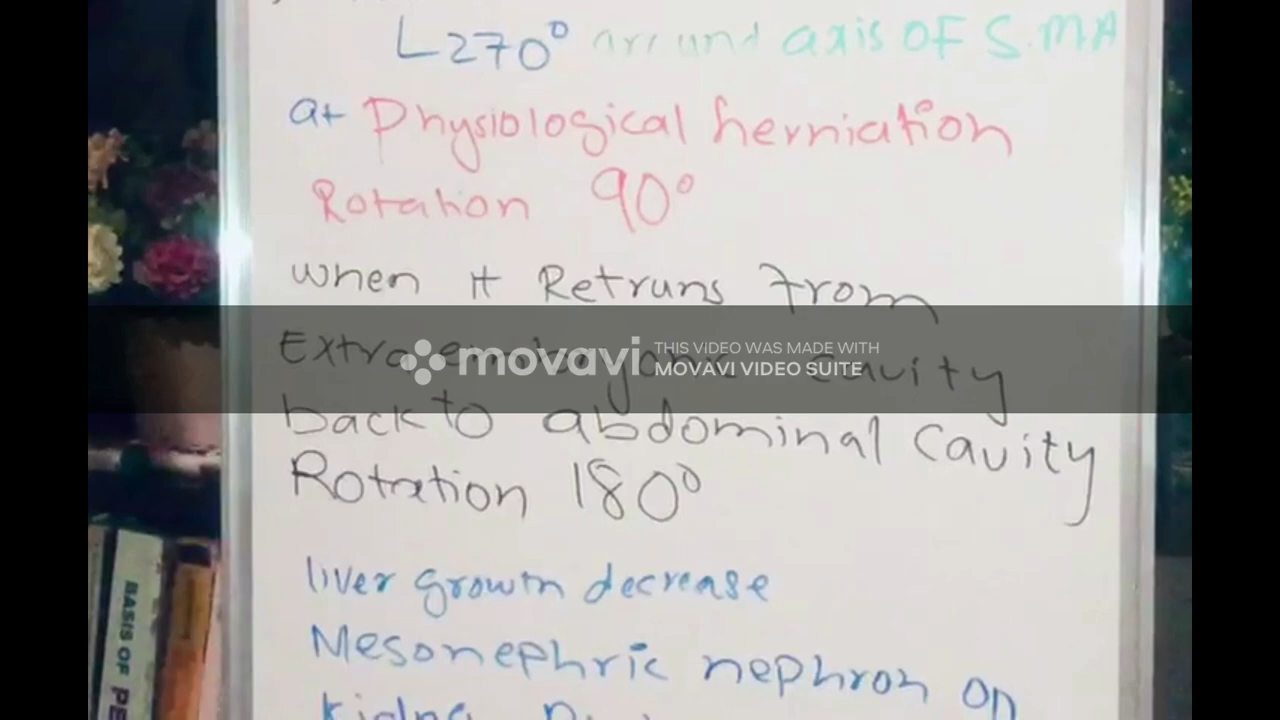 L270° around axis OF S.MA
at Physiological herniation
Rotation 90°
when it Retruns from
Extraembryonic cavity
movavi THIS VIDEO WAS MADE WITH
MOVAVI VIDEO SUITE
back to abdominal cavity
Rotation 180°
liver growth decrease
Mesonephric nephron on
BASIS OF PE